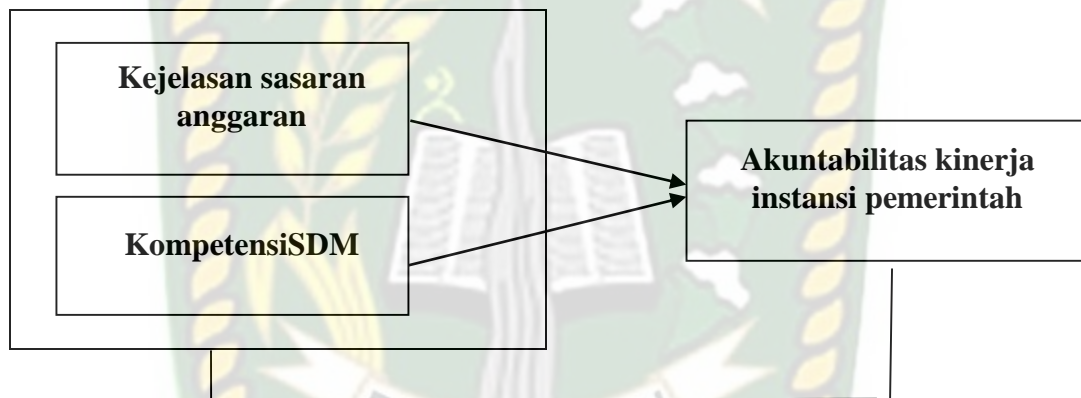 Kejelasan sasaran
anggaran
Akuntabilitas kinerja
instansi pemerintah
KompetensiSDM